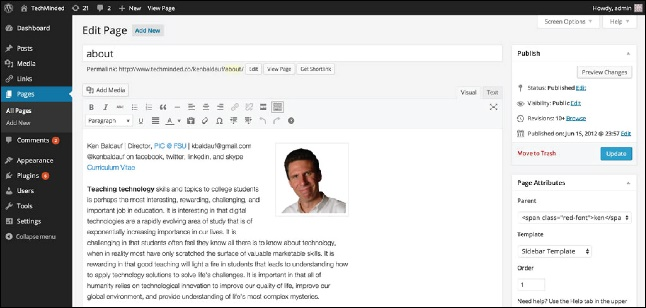 TechMinded 21 2 + New View Page Howdy, admin
Screen Options Help
Dashboard
Posts
Media
Links
Pages
All Pages
Add New
Comments 2
Appearance
Plugins
Users
Tools
Settings
Collapse menu
Edit Page Add New
about
Permalink: http://www.techminded.co/kenbaldauf/about/ Edit View Page Get Shortlink
Add Media
Visual Text
Paragraph
Ken Baldauf | Director, PIC @ FSU | kbaldauf@gmail.com
@kenbaldauf on facebook, twitter, linkedin, and skype
Curriculum Vitae
Teaching technology skills and topics to college students
is perhaps the most interesting, rewarding, challenging, and
important job in education. It is interesting in that digital
technologies are a rapidly evolving area of study that is of
exponentially increasing importance in our lives. It is
challenging in that students often feel they know all there is to know about technology,
when in reality most have only scratched the surface of valuable marketable skills. It is
rewarding in that good teaching will light a fire in students that leads to understanding how
to apply technology solutions to solve life's challenges. It is important in that all of
humanity relies on technological innovation to improve our quality of life, improve our
global environment, and provide understanding of life's most complex mysteries.
Publish
Preview Changes
Status: Published Edit
Visibility: Public Edit
Revisions: 10+ Browse
Published on: Jun 15, 2012 @ 23:57 Edit
Move to Trash Update
Page Attributes
Parent
<span class="red-font">ken</spa
Template
Sidebar Template
Order
1
Need help? Use the Help tab in the upper